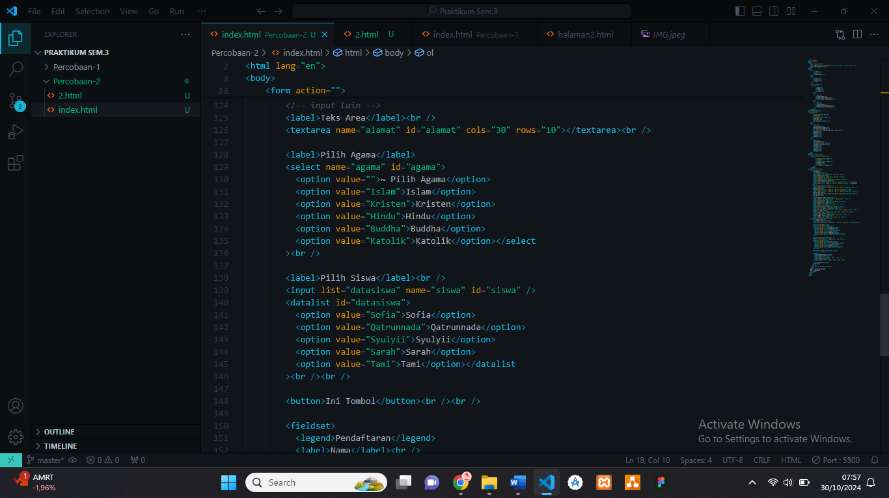 File Edit Selection View Go Run ··· Praktikum Sem.3
EXPLORER ···
PRAKTIKUM SEM.3
Percobaan-1
Percobaan-2
2.html U
index.html U
OUTLINE
TIMELINE
2
index.html Percobaan-2 U × 2.html U index.html Percobaan-1 halaman2.html IMG.jpeg ···
Percobaan-2 > index.html > html > body > ol
2 <html lang="en">
8 <body>
86 <form action="">
124 <!-- input lain -->
125 <label>Teks Area</label><br />
126 <textarea name="alamat" id="alamat" cols="30" rows="10"></textarea><br />
127
128 <label>Pilih Agama</label>
129 <select name="agama" id="agama">
130 <option value="">~ Pilih Agama</option>
131 <option value="Islam">Islam</option>
132 <option value="Kristen">Kristen</option>
133 <option value="Hindu">Hindu</option>
134 <option value="Buddha">Buddha</option>
135 <option value="Katolik">Katolik</option></select
136 ><br />
137
138 <label>Pilih Siswa</label><br />
139 <input list="datasiswa" name="siswa" id="siswa" />
140 <datalist id="datasiswa">
141 <option value="Sofia">Sofia</option>
142 <option value="Qatrunnada">Qatrunnada</option>
143 <option value="Syulyii">Syulyii</option>
144 <option value="Sarah">Sarah</option>
145 <option value="Tami">Tami</option></datalist
146 ><br /><br />
147
148 <button>Ini Tombol</button><br /><br />
149
150 <fieldset>
151 <legend>Pendaftaran</legend>
152 <label>Nama</label><br />
Activate Windows
Go to Settings to activate Windows.
master* 0 0 0 Ln 18, Col 10 Spaces: 4 UTF-8 CRLF HTML Port : 5500
1 AMRT
-1,96%
Search
07:57
30/10/2024